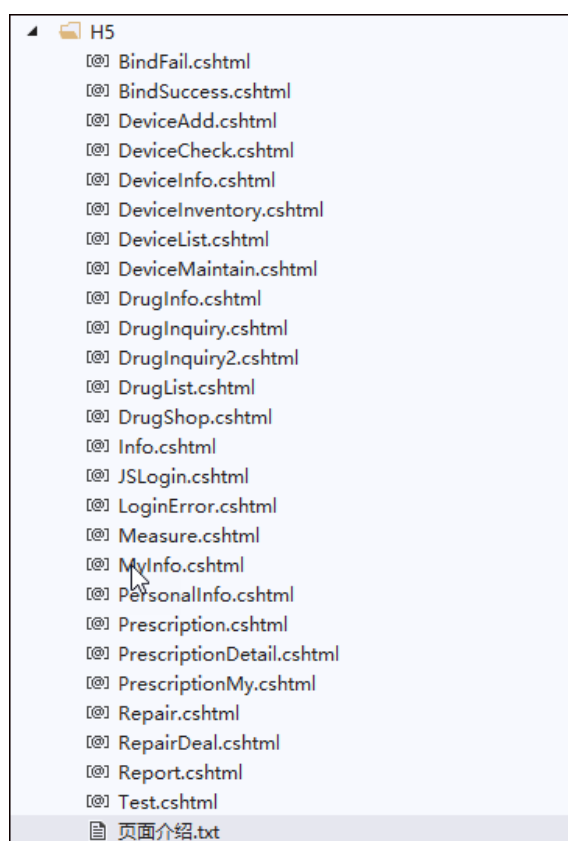 H5
[@] BindFail.cshtml
[@] BindSuccess.cshtml
[@] DeviceAdd.cshtml
[@] DeviceCheck.cshtml
[@] DeviceInfo.cshtml
[@] DeviceInventory.cshtml
[@] DeviceList.cshtml
[@] DeviceMaintain.cshtml
[@] DrugInfo.cshtml
[@] DrugInquiry.cshtml
[@] DrugInquiry2.cshtml
[@] DrugList.cshtml
[@] DrugShop.cshtml
[@] Info.cshtml
[@] JSLogin.cshtml
[@] LoginError.cshtml
[@] Measure.cshtml
[@] MyInfo.cshtml
[@] PersonalInfo.cshtml
[@] Prescription.cshtml
[@] PrescriptionDetail.cshtml
[@] PrescriptionMy.cshtml
[@] Repair.cshtml
[@] RepairDeal.cshtml
[@] Report.cshtml
[@] Test.cshtml
页面介绍.txt